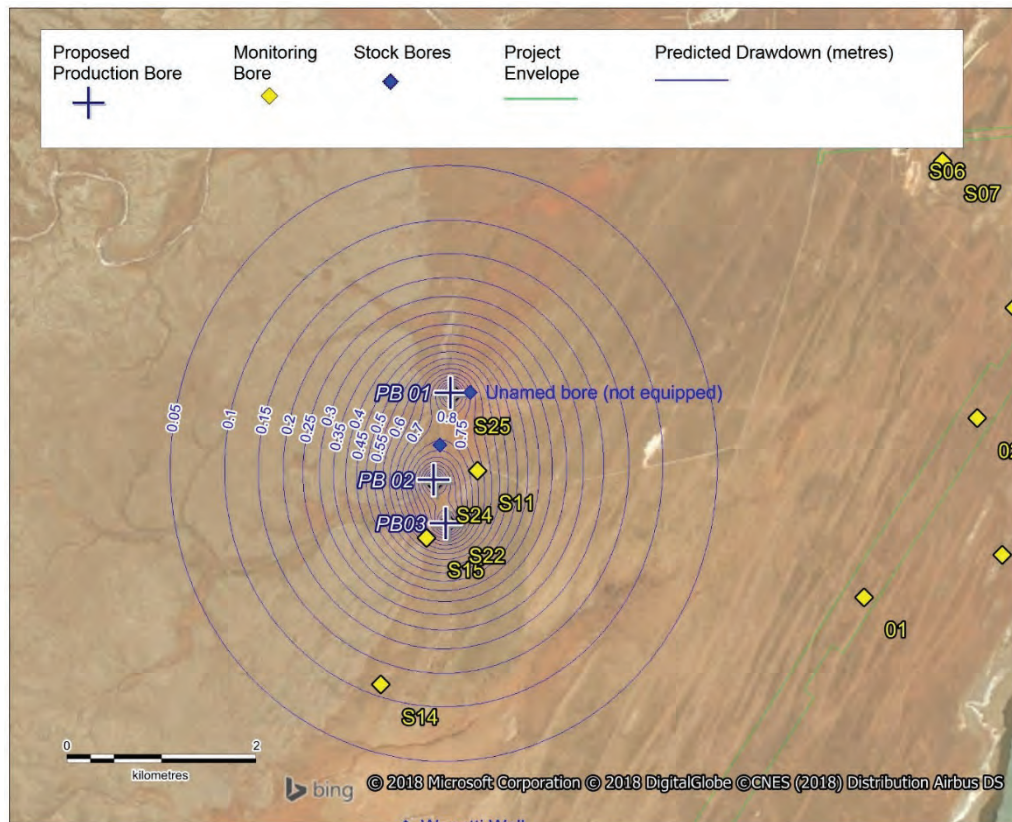 Proposed
Production Bore
Monitoring
Bore
Stock Bores
Project
Envelope
Predicted Drawdown (metres)
S06
S07
PB 01
Unamed bore (not equipped)
0.05
0.1
0.15
0.2
0.25
0.3
0.35
0.4
0.45
0.5
0.55
0.6
0.7
0.8
0.75
S25
02
PB 02
S11
S24
PB03
S22
S15
01
S14
0
2
kilometres
bing
© 2018 Microsoft Corporation © 2018 DigitalGlobe ©CNES (2018) Distribution Airbus DS